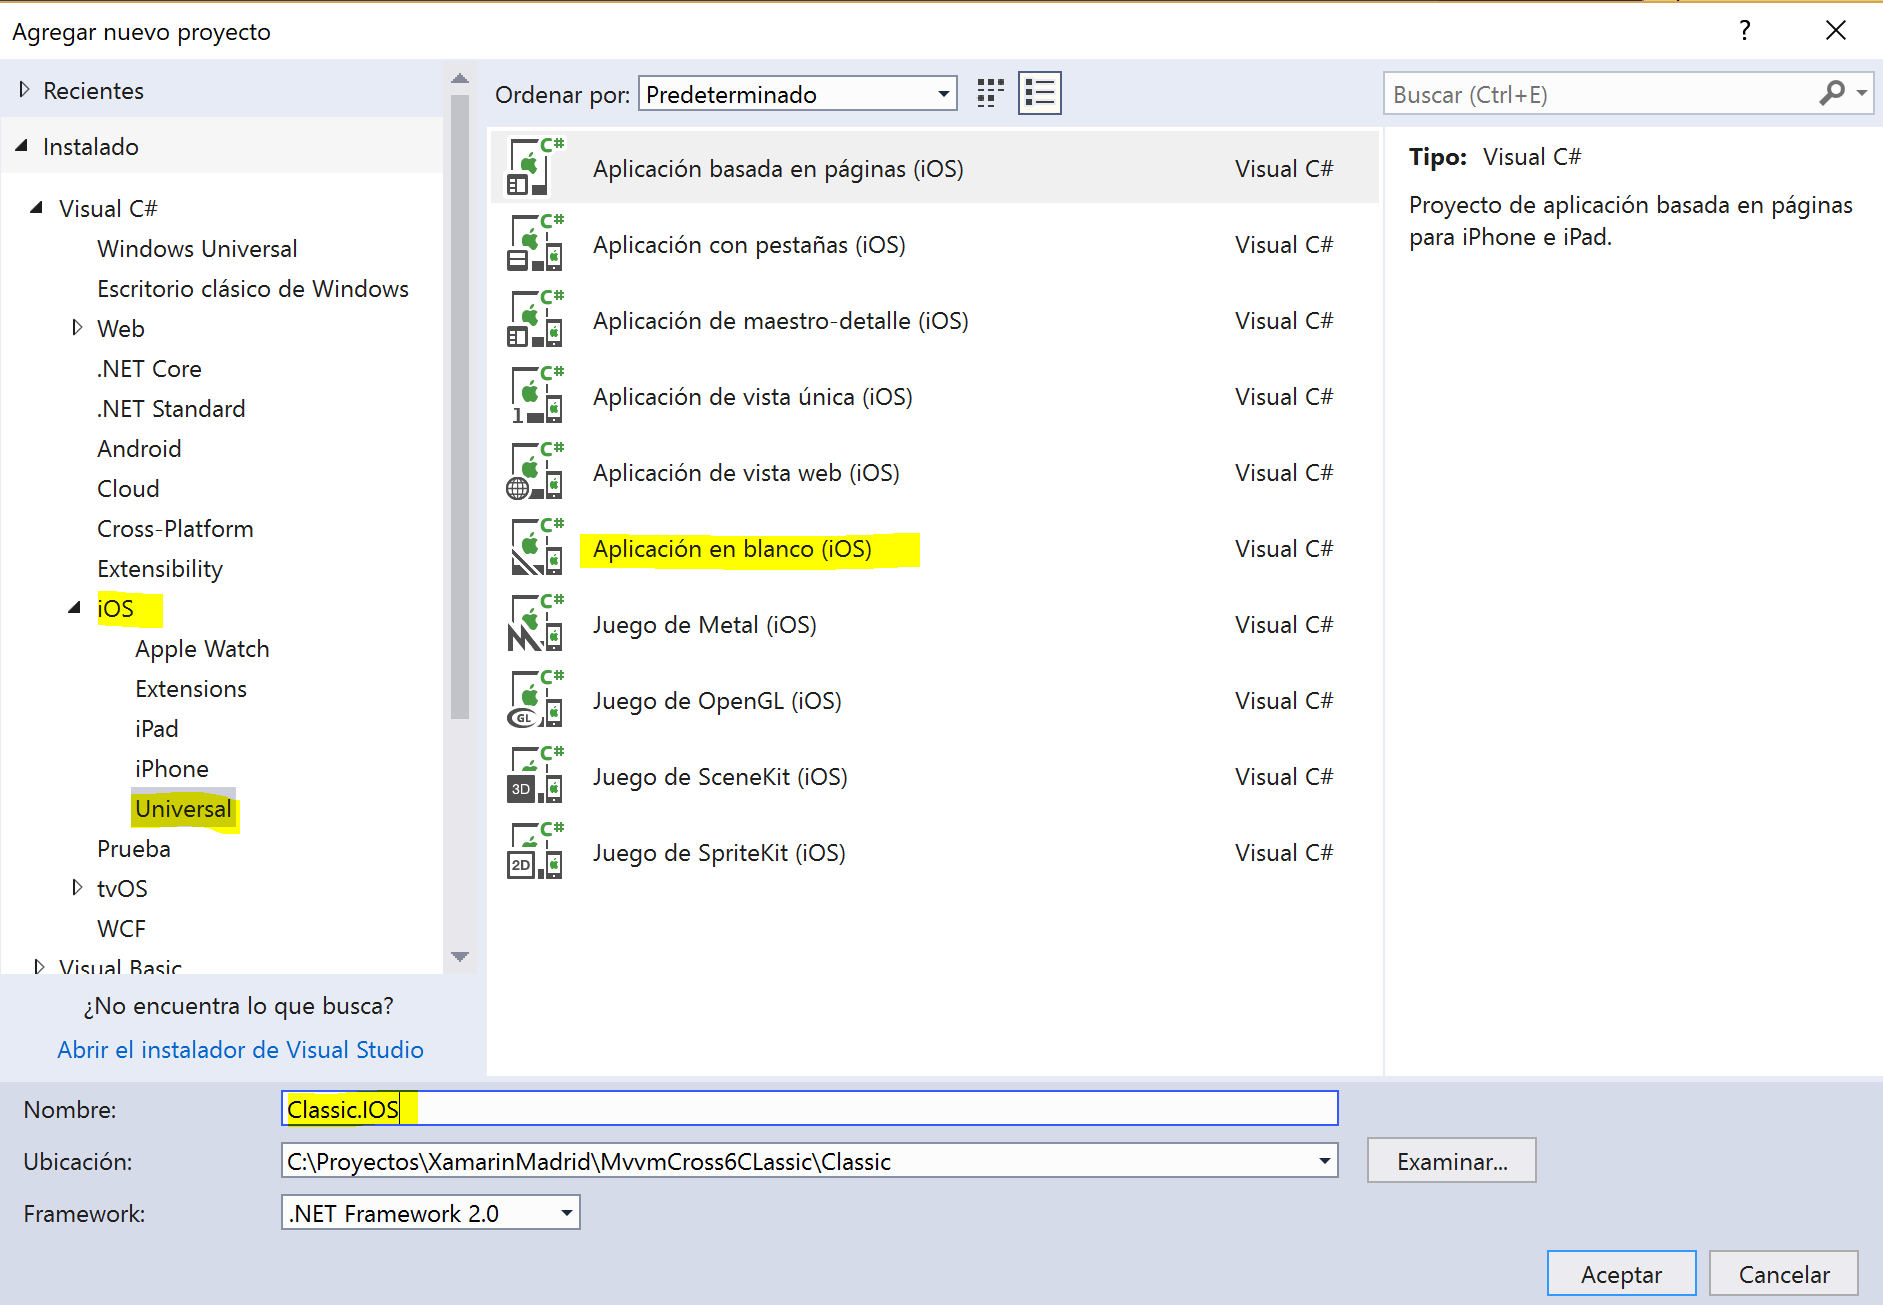 Agregar nuevo proyecto
?
Recientes
Instalado
Visual C#
Windows Universal
Escritorio clásico de Windows
Web
.NET Core
.NET Standard
Android
Cloud
Cross-Platform
Extensibility
iOS
Apple Watch
Extensions
iPad
iPhone
Universal
Prueba
tvOS
WCF
Visual Basic
¿No encuentra lo que busca?
Abrir el instalador de Visual Studio
Ordenar por: Predeterminado
Buscar (Ctrl+E)
C# Aplicación basada en páginas (iOS) Visual C#
C# Aplicación con pestañas (iOS) Visual C#
C# Aplicación de maestro-detalle (iOS) Visual C#
C# 1 Aplicación de vista única (iOS) Visual C#
C# Aplicación de vista web (iOS) Visual C#
C# Aplicación en blanco (iOS) Visual C#
C# Juego de Metal (iOS) Visual C#
C# GL Juego de OpenGL (iOS) Visual C#
C# 3D Juego de SceneKit (iOS) Visual C#
C# 2D Juego de SpriteKit (iOS) Visual C#
Tipo: Visual C#
Proyecto de aplicación basada en páginas
para iPhone e iPad.
Nombre: Classic.IOS
Ubicación: C:\Proyectos\XamarinMadrid\MvvmCross6CLassic\Classic Examinar...
Framework: .NET Framework 2.0
Aceptar Cancelar